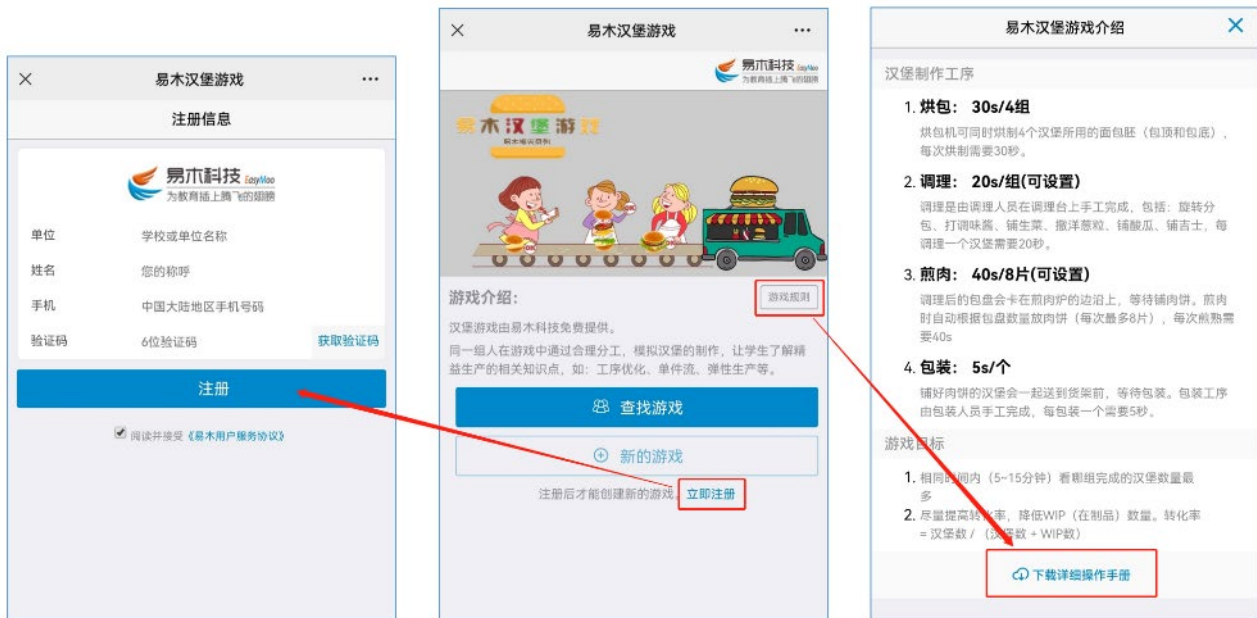 易木汉堡游戏
注册信息
易木科技 EasyMoo
为教育插上腾飞的翅膀
单位 学校或单位名称
姓名 您的称呼
手机 中国大陆地区手机号码
验证码 6位验证码 获取验证码
注册
阅读并接受《易木用户服务协议》
易木汉堡游戏
易木科技 EasyMoo
为教育插上腾飞的翅膀
易木汉堡游戏
游戏介绍：
游戏规则
汉堡游戏由易木科技免费提供。
同一组人在游戏中通过合理分工，模拟汉堡的制作，让学生了解精
益生产的相关知识点，如：工序优化、单件流、弹性生产等。
查找游戏
新的游戏
注册后才能创建新的游戏，立即注册
易木汉堡游戏介绍
汉堡制作工序
1. 烘包： 30s/4组
烘包机可同时烘制4个汉堡所用的面包胚（包顶和包底），
每次烘制需要30秒。
2. 调理： 20s/组(可设置)
调理是由调理人员在调理台上手工完成，包括：旋转分
包、打调味酱、铺生菜、撒洋葱粒、铺酸瓜、铺吉士，每
调理一个汉堡需要20秒。
3. 煎肉： 40s/8片(可设置)
调理后的包盘会卡在煎肉炉的边沿上，等待铺肉饼。煎肉
时自动根据包盘数量放肉饼（每次最多8片），每次煎熟需
要40s
4. 包装： 5s/个
铺好肉饼的汉堡会一起送到货架前，等待包装。包装工序
由包装人员手工完成，每包装一个需要5秒。
游戏目标
1. 相同时间内（5~15分钟）看哪组完成的汉堡数量最
多
2. 尽量提高转化率，降低WIP（在制品）数量。转化率
= 汉堡数 / （汉堡数 + WIP数）
下载详细操作手册